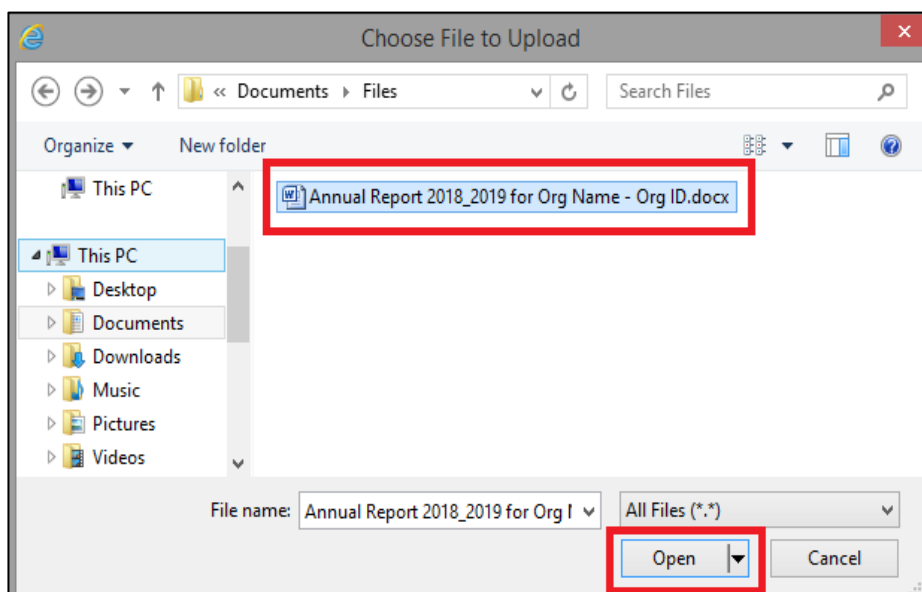 Choose File to Upload
« Documents Files
Search Files
Organize
New folder
This PC
Annual Report 2018_2019 for Org Name - Org ID.docx
This PC
Desktop
Documents
Downloads
Music
Pictures
Videos
File name:
Annual Report 2018_2019 for Org
All Files (*.*)
Open
Cancel